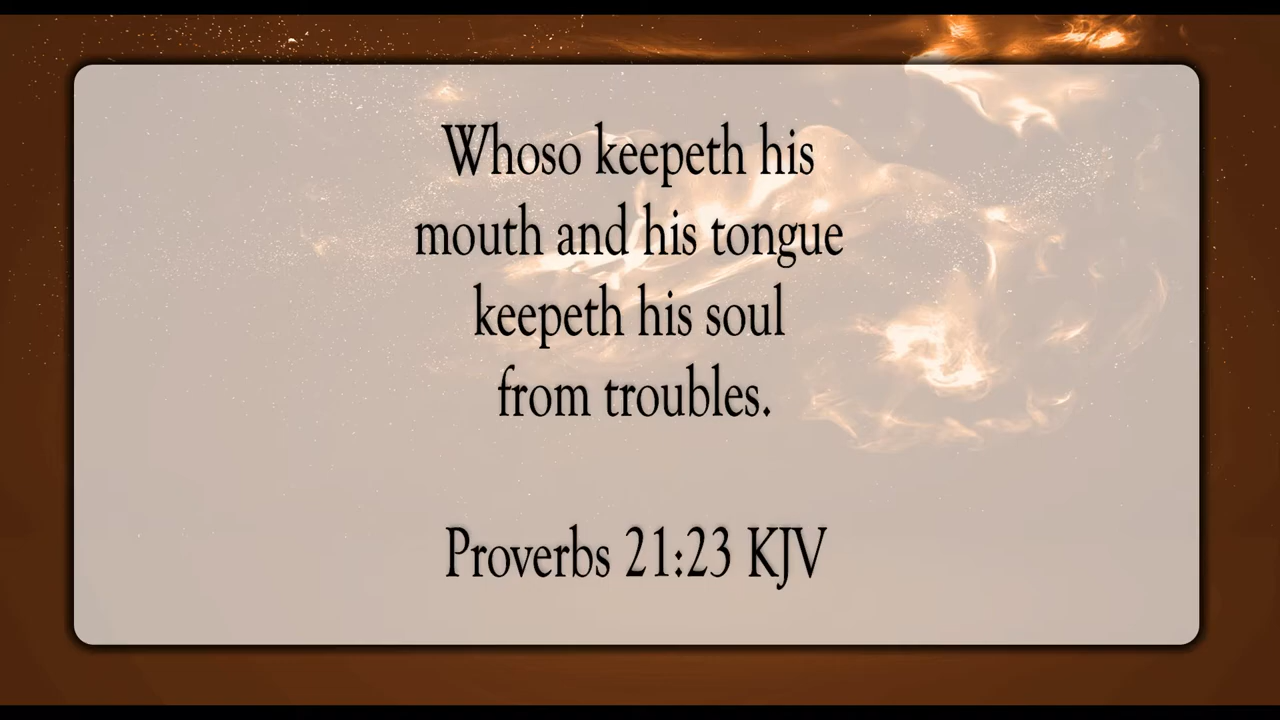 Whoso keepeth his
mouth and his tongue
keepeth his soul
from troubles.
Proverbs 21:23 KJV